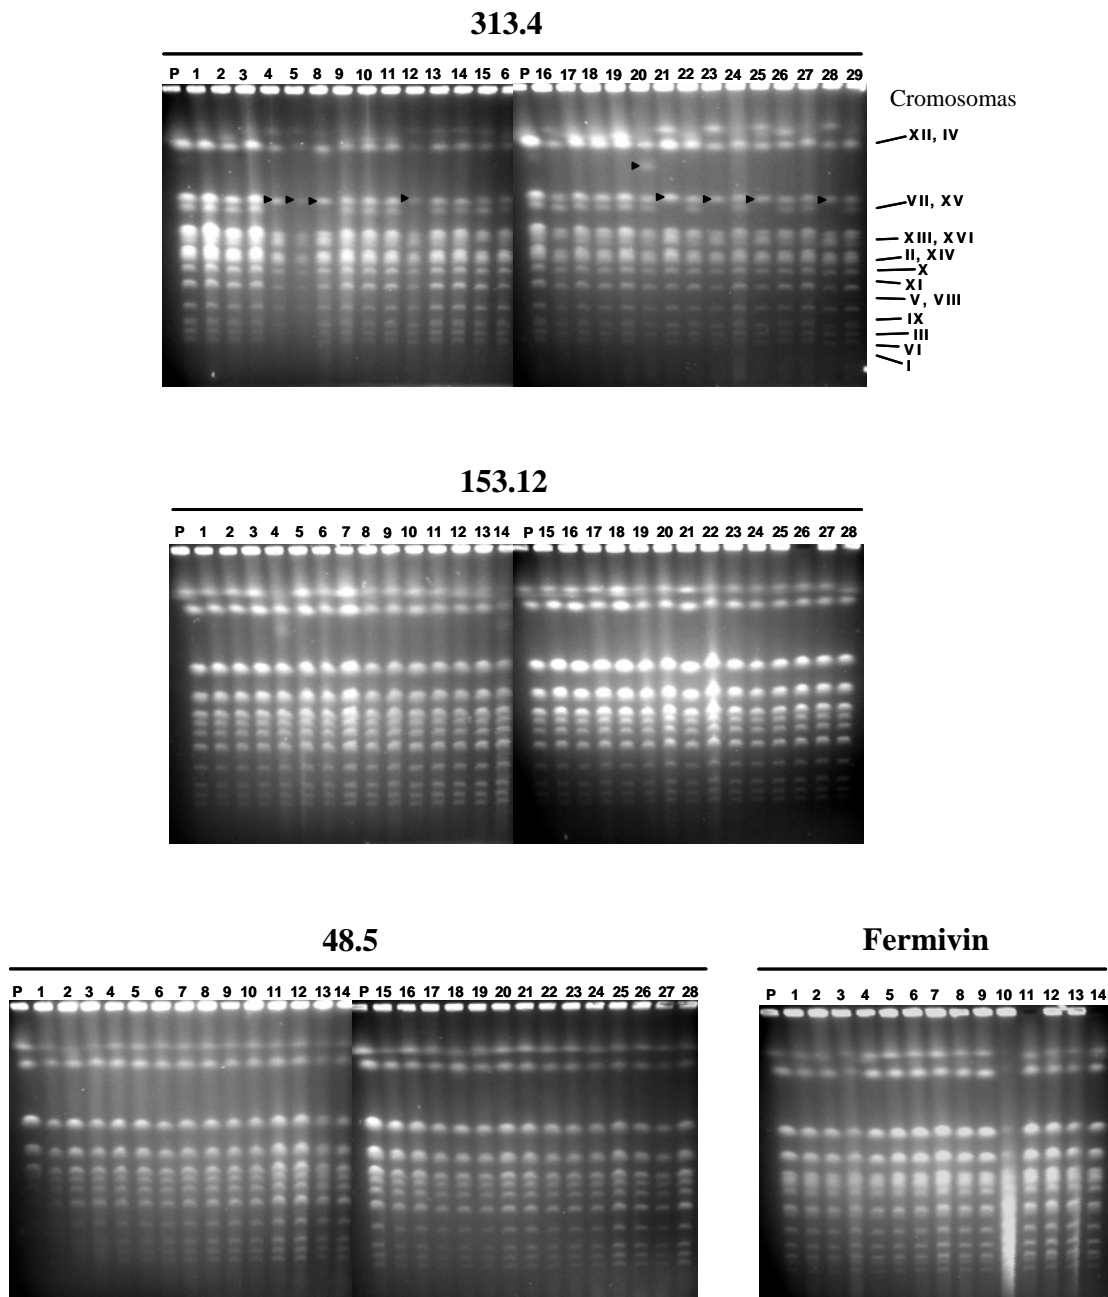 313.4
P 1 2 3 4 5 8 9 10 11 12 13 14 15 6 P 16 17 18 19 20 21 22 23 24 25 26 27 28 29
Cromosomas
XII, IV
VII, XV
XIII, XVI
II, XIV
X
XI
V, VIII
IX
III
VI
I
153.12
P 1 2 3 4 5 6 7 8 9 10 11 12 13 14 P 15 16 17 18 19 20 21 22 23 24 25 26 27 28
48.5
P 1 2 3 4 5 6 7 8 9 10 11 12 13 14 P 15 16 17 18 19 20 21 22 23 24 25 26 27 28
Fermivin
P 1 2 3 4 5 6 7 8 9 10 11 12 13 14